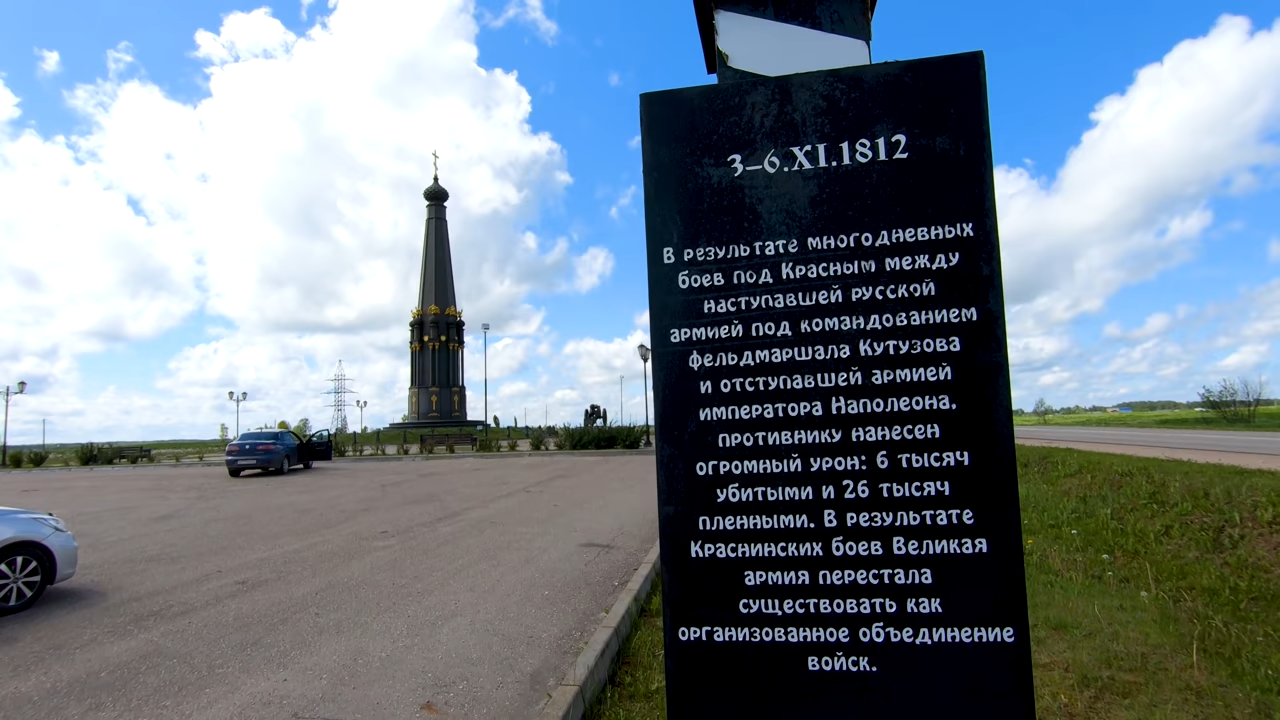 3–6.XI.1812
В результате многодневных
боев под Красным между
наступавшей русской
армией под командованием
фельдмаршала Кутузова
и отступавшей армией
императора Наполеона,
противнику нанесен
огромный урон: 6 тысяч
убитыми и 26 тысяч
пленными. В результате
Краснинских боев Великая
армия перестала
существовать как
организованное объединение
войск.